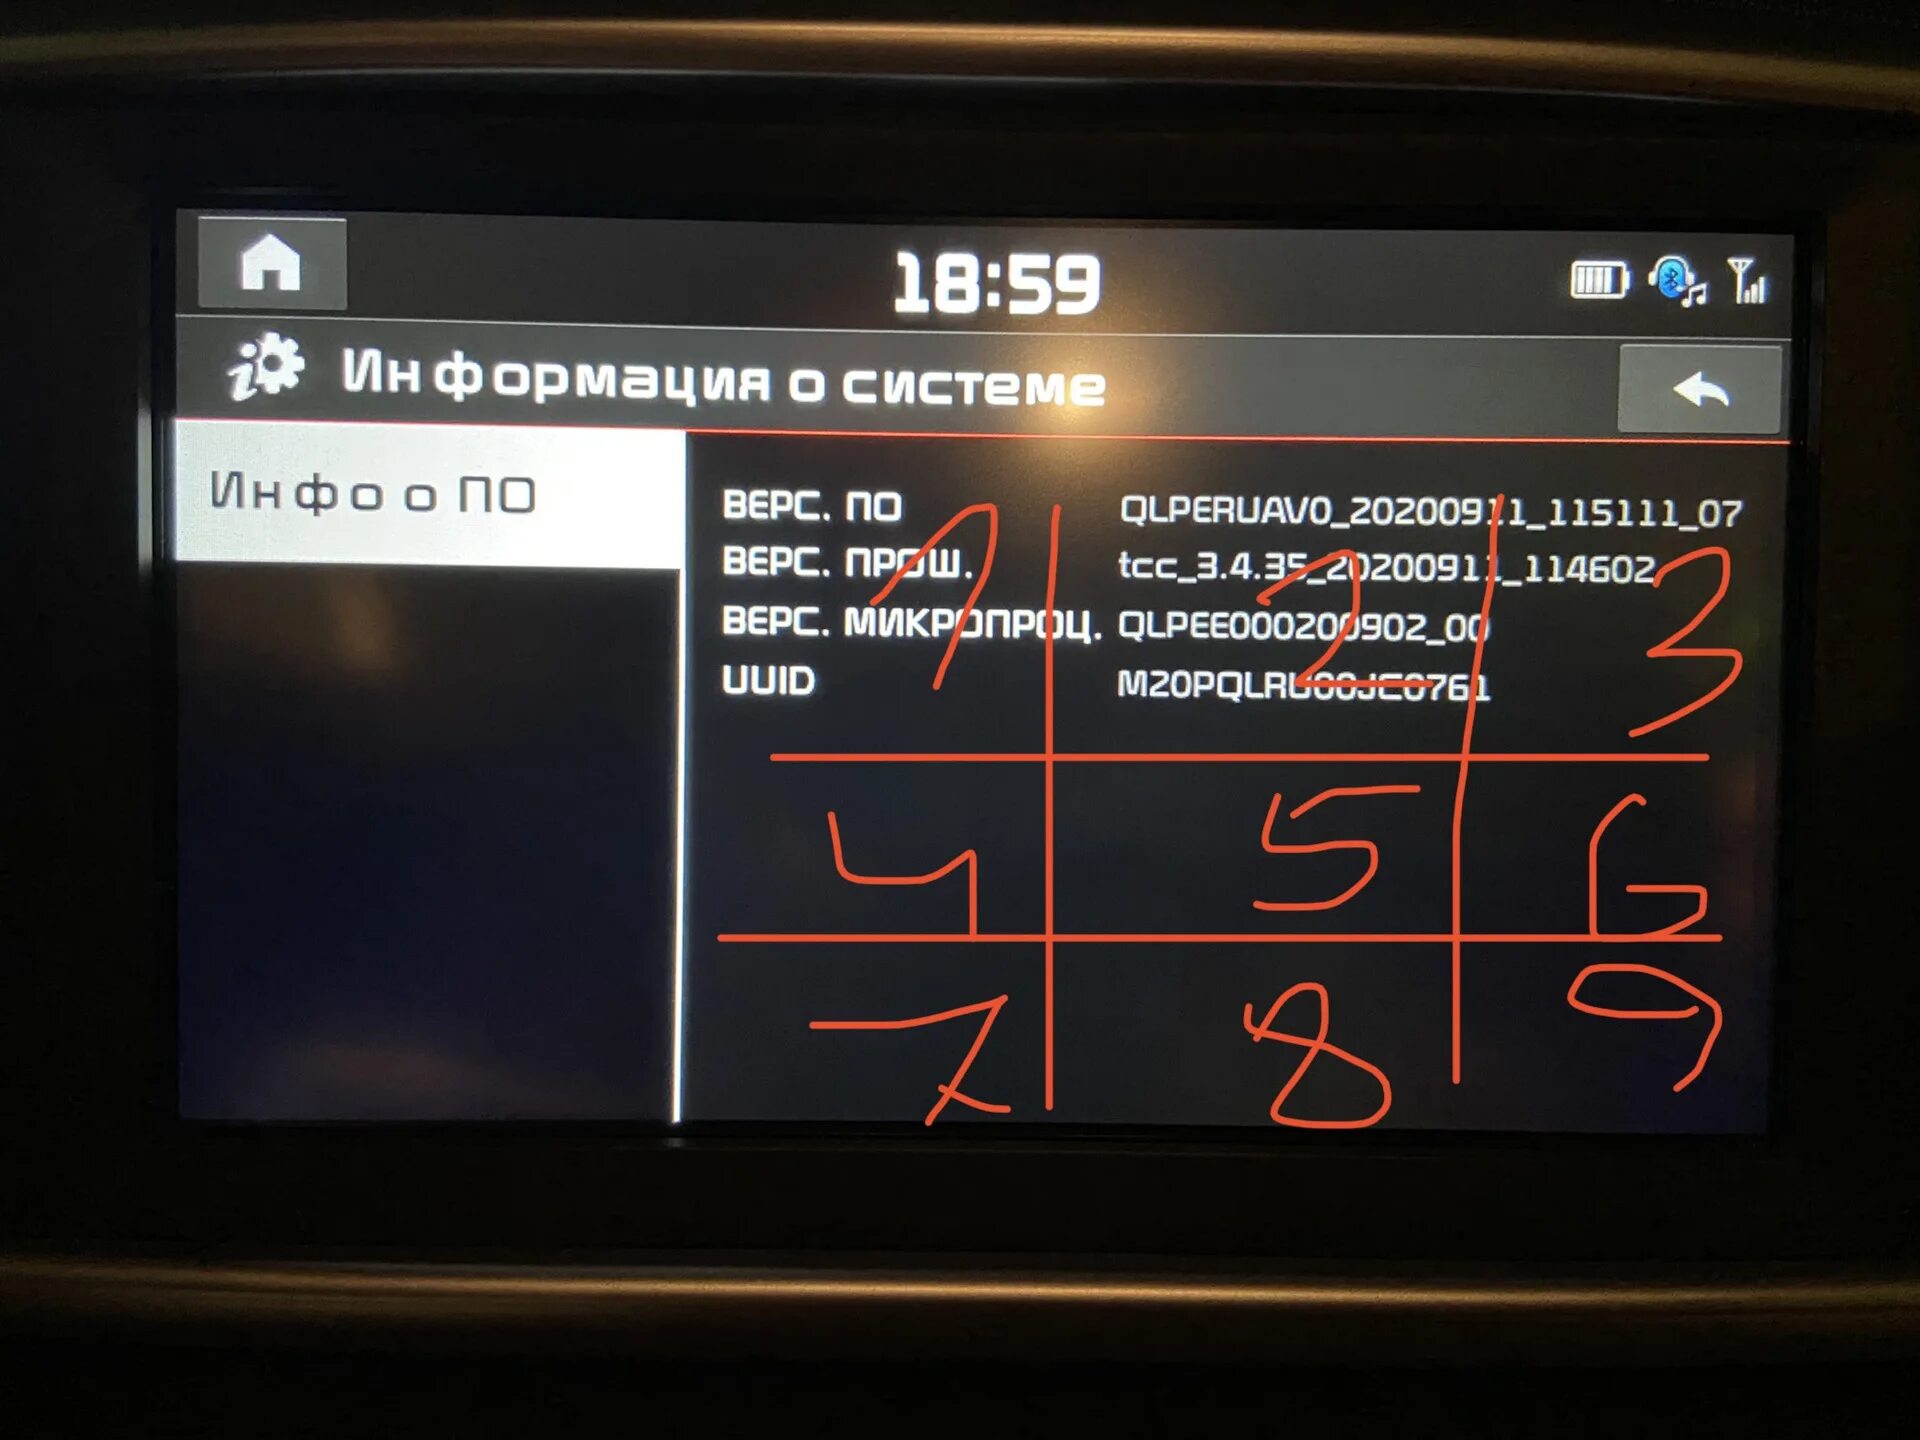 18:59
Информация о системе
Инфо о ПО
ВЕРС. ПО QLPERUAV0_20200911_115111_07
ВЕРС. ПРОШ. tcc_3.4.35_20200911_114602
ВЕРС. МИКРОПРОЦ. QLPEE000200902_00
UUID M20PQLRU00JE0761
1 2 3
4 5 6
7 8 9